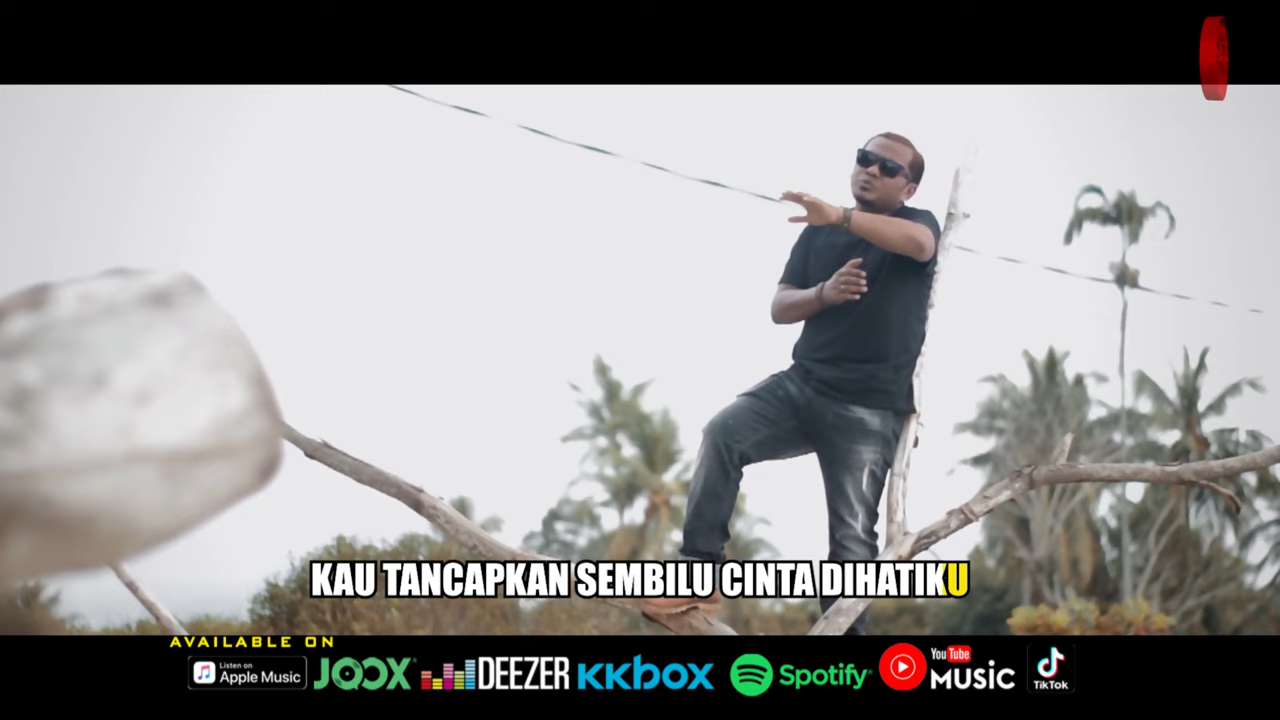 KAU TANCAPKAN SEMBILU CINTA DIHATIKU
AVAILABLE ON
Listen on Apple Music JOOX DEEZER KKBOX Spotify YouTube MUSIC TikTok